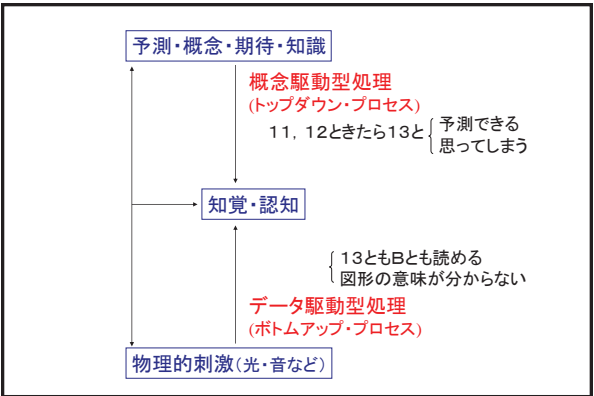 予測・概念・期待・知識
概念駆動型処理
(トップダウン・プロセス)
11，12ときたら13と
予測できる
思ってしまう
知覚・認知
13ともBとも読める
図形の意味が分からない
データ駆動型処理
(ボトムアップ・プロセス)
物理的刺激(光・音など)